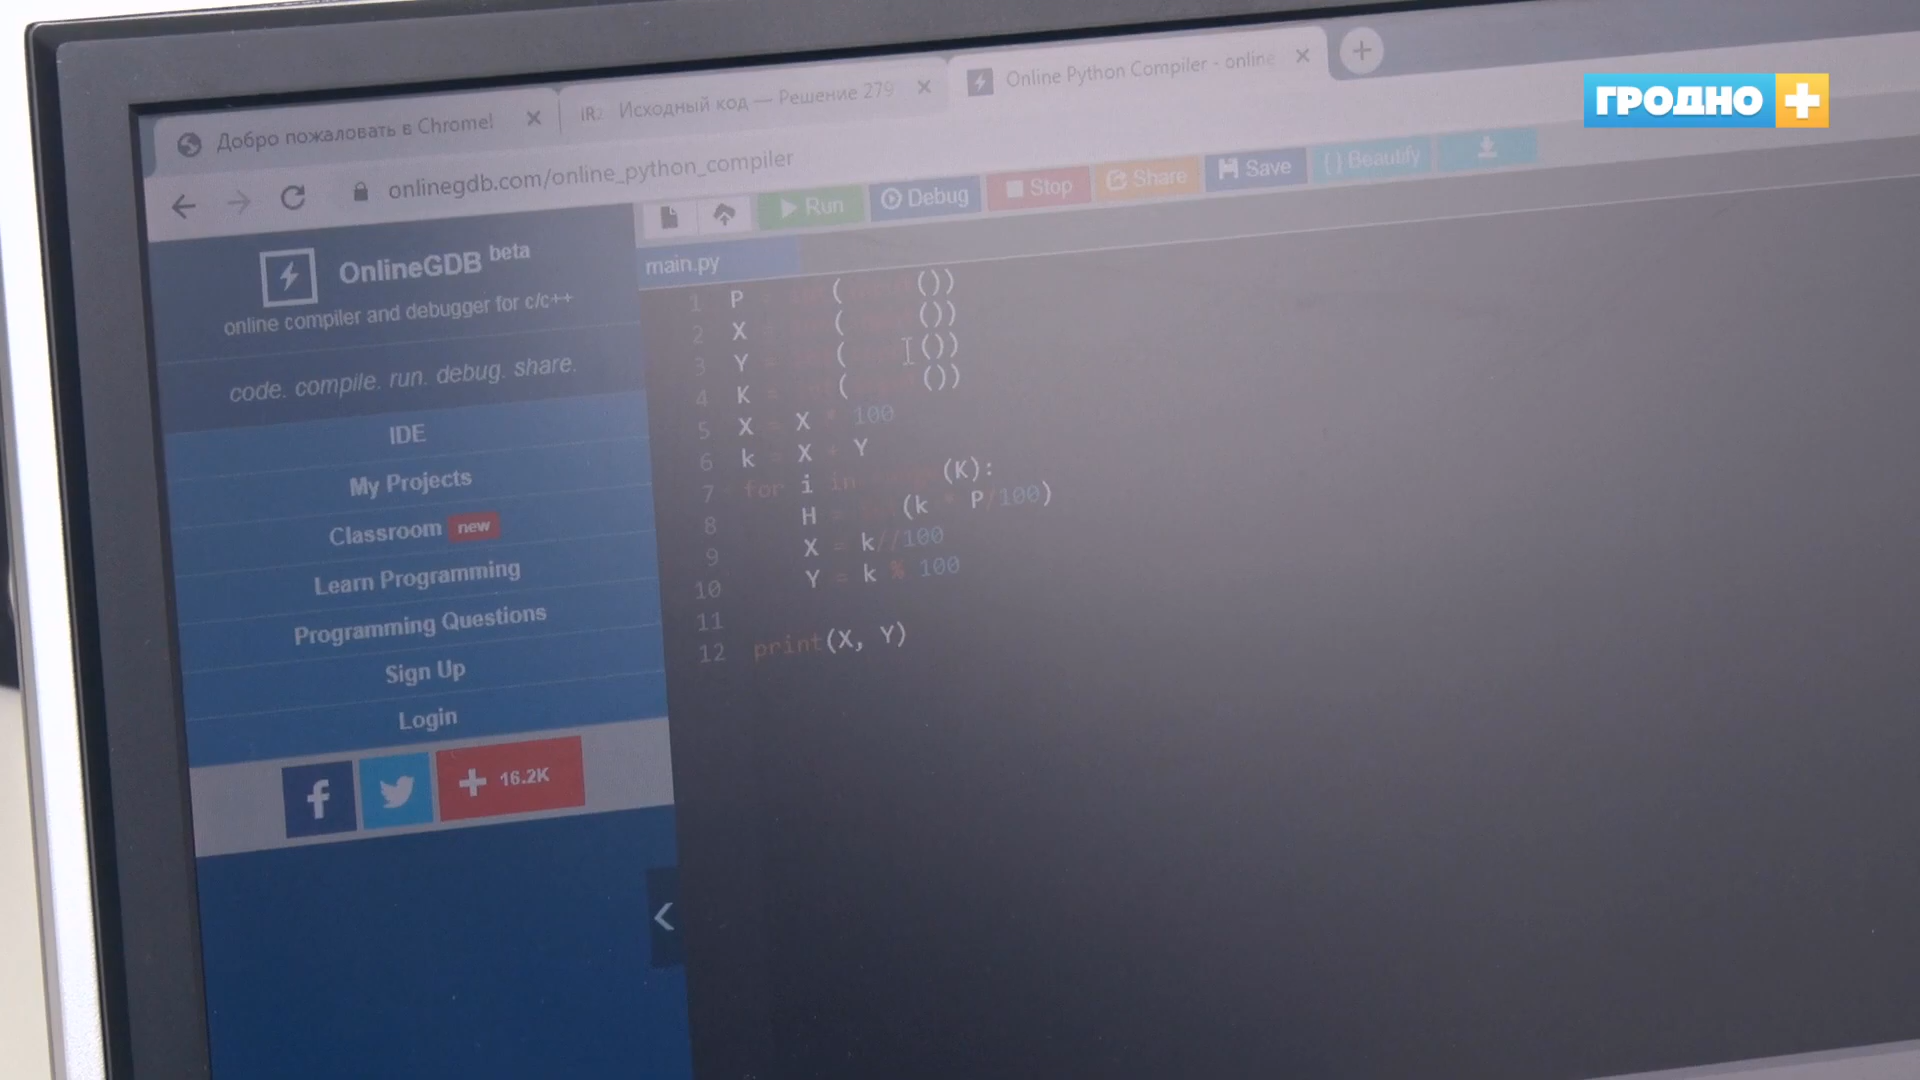 Добро пожаловать в Chrome!
Исходный код — Решение 279
Online Python Compiler - online
ГРОДНО +
onlinegdb.com/online_python_compiler
Run
Debug
Stop
Share
Save
{} Beautify
OnlineGDB beta
online compiler and debugger for c/c++
code. compile. run. debug. share.
IDE
My Projects
Classroom new
Learn Programming
Programming Questions
Sign Up
Login
16.2K
main.py
1 P = ( ())
2 X = ( ())
3 Y = ( ())
4 K = ( ())
5 X = X * 100
6 k = X + Y
7 for i in (K):
8 H = (k * P/100)
9 X = k//100
10 Y = k % 100
11
12 print(X, Y)